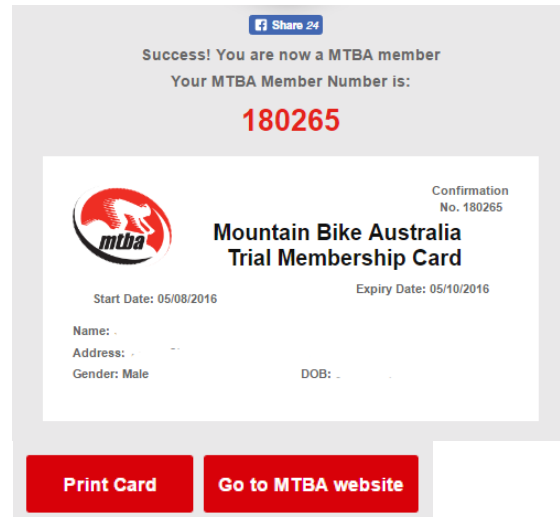 Share 24
Success! You are now a MTBA member
Your MTBA Member Number is:
180265
Confirmation
No. 180265
mtba
Mountain Bike Australia
Trial Membership Card
Start Date: 05/08/2016
Expiry Date: 05/10/2016
Name:
Address:
Gender: Male DOB:
Print Card Go to MTBA website